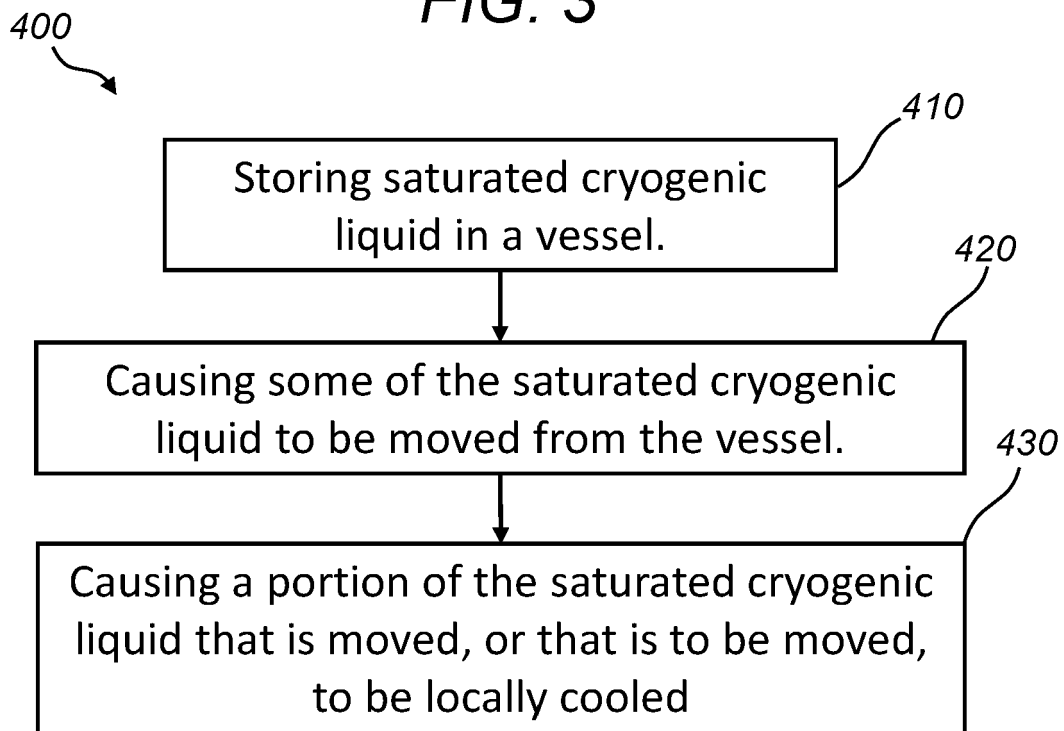 FIG. 3
400
410
Storing saturated cryogenic
liquid in a vessel.
420
Causing some of the saturated cryogenic
liquid to be moved from the vessel.
430
Causing a portion of the saturated cryogenic
liquid that is moved, or that is to be moved,
to be locally cooled